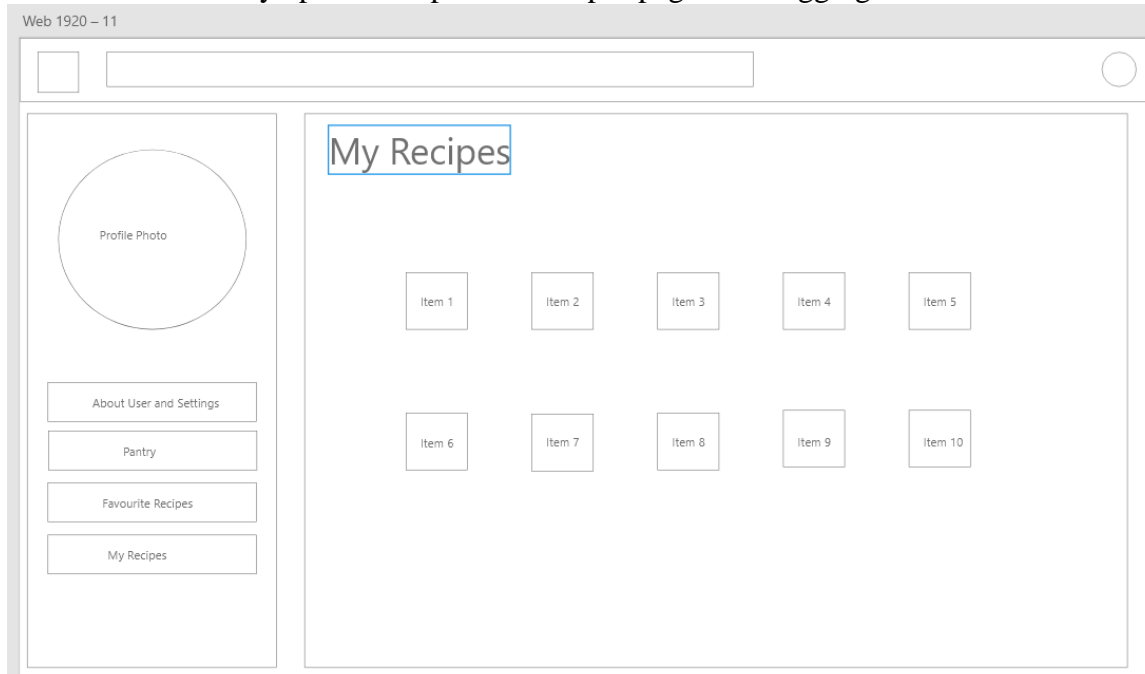 Web 1920 – 11
My Recipes
Profile Photo
Item 1 Item 2 Item 3 Item 4 Item 5
About User and Settings
Item 6 Item 7 Item 8 Item 9 Item 10
Pantry
Favourite Recipes
My Recipes